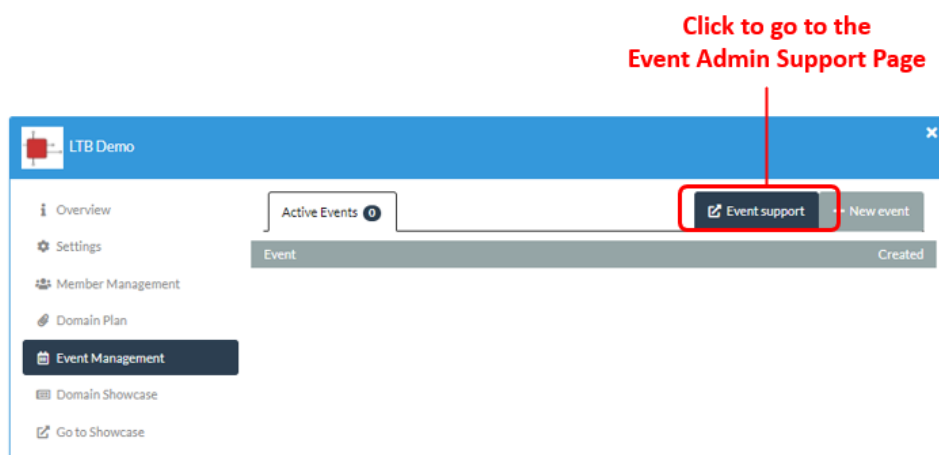 Click to go to the
Event Admin Support Page
LTB Demo
Overview
Settings
Member Management
Domain Plan
Event Management
Domain Showcase
Go to Showcase
Active Events 0
Event support
New event
Event Created